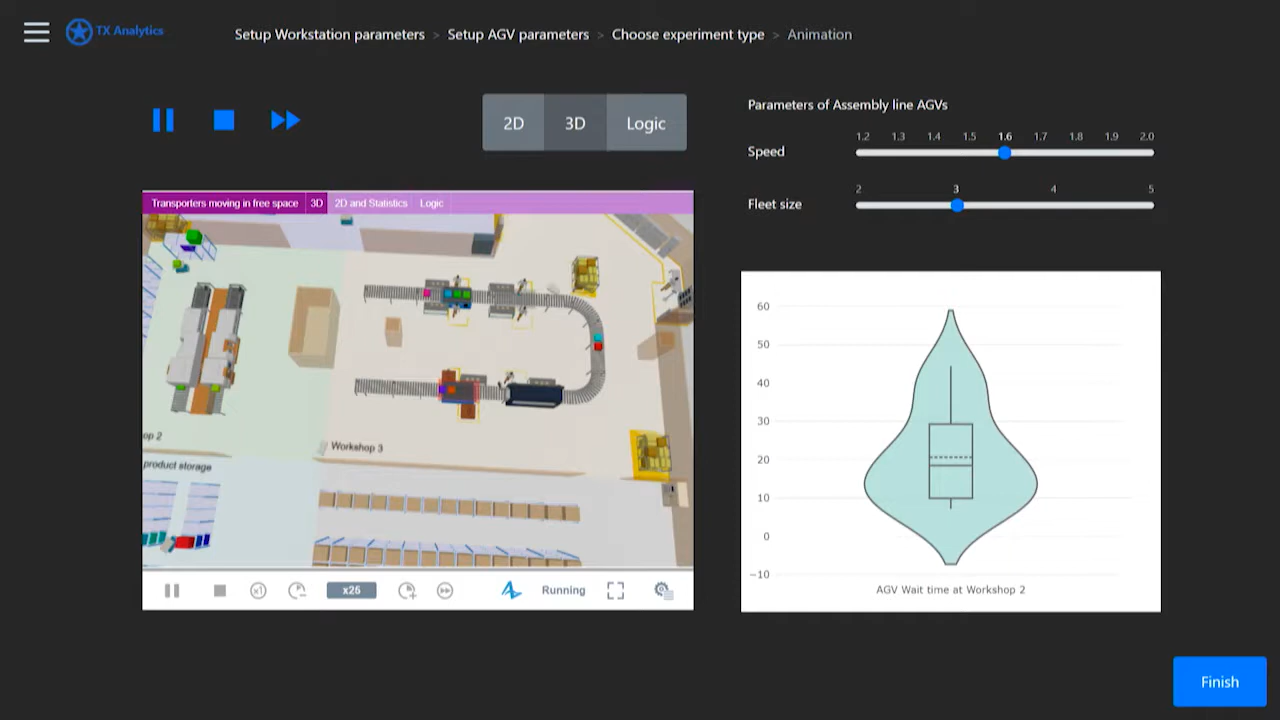 TX Analytics
Setup Workstation parameters > Setup AGV parameters > Choose experiment type > Animation
2D 3D Logic
Parameters of Assembly line AGVs
1.2 1.3 1.4 1.5 1.6 1.7 1.8 1.9 2.0
Speed
2 3 4 5
Fleet size
Transporters moving in free space 3D 2D and Statistics Logic
op 2
Workshop 3
product storage
x1 x25 Running
60
50
40
30
20
10
0
−10
AGV Wait time at Workshop 2
Finish